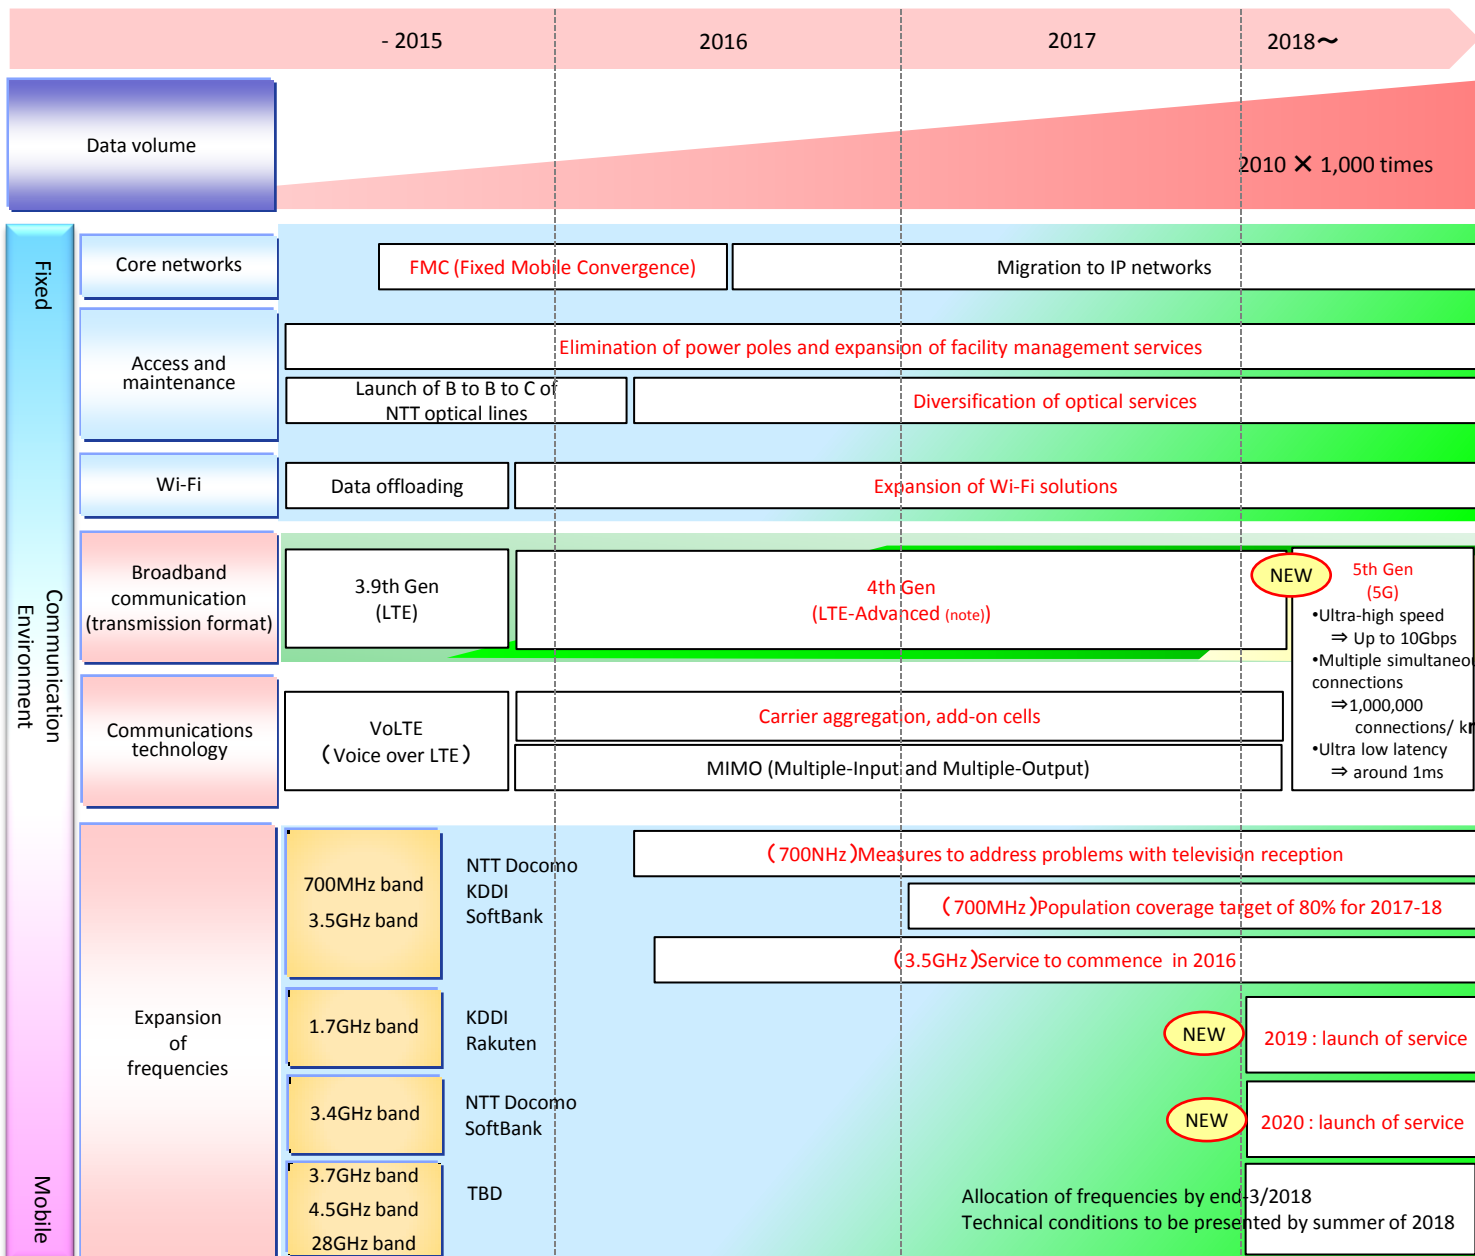 - 2015
2016
2017
2018～
Data volume
2010 ✕ 1,000 times
Fixed
Communication
Environment
Mobile
Core networks
FMC (Fixed Mobile Convergence)
Migration to IP networks
Access and
maintenance
Elimination of power poles and expansion of facility management services
Launch of B to B to C of
NTT optical lines
Diversification of optical services
Wi-Fi
Data offloading
Expansion of Wi-Fi solutions
Broadband
communication
(transmission format)
3.9th Gen
(LTE)
4th Gen
(LTE-Advanced (note))
NEW
5th Gen
(5G)
•Ultra-high speed
⇒ Up to 10Gbps
•Multiple simultaneou
connections
⇒1,000,000
connections/ k
•Ultra low latency
⇒ around 1ms
Communications
technology
VoLTE
(Voice over LTE)
Carrier aggregation, add-on cells
MIMO (Multiple-Input and Multiple-Output)
Expansion
of
frequencies
700MHz band
3.5GHz band
NTT Docomo
KDDI
SoftBank
(700NHz)Measures to address problems with television reception
(700MHz)Population coverage target of 80% for 2017-18
(3.5GHz)Service to commence in 2016
1.7GHz band
KDDI
Rakuten
NEW
2019 : launch of service
3.4GHz band
NTT Docomo
SoftBank
NEW
2020 : launch of service
3.7GHz band
4.5GHz band
28GHz band
TBD
Allocation of frequencies by end-3/2018
Technical conditions to be presented by summer of 2018